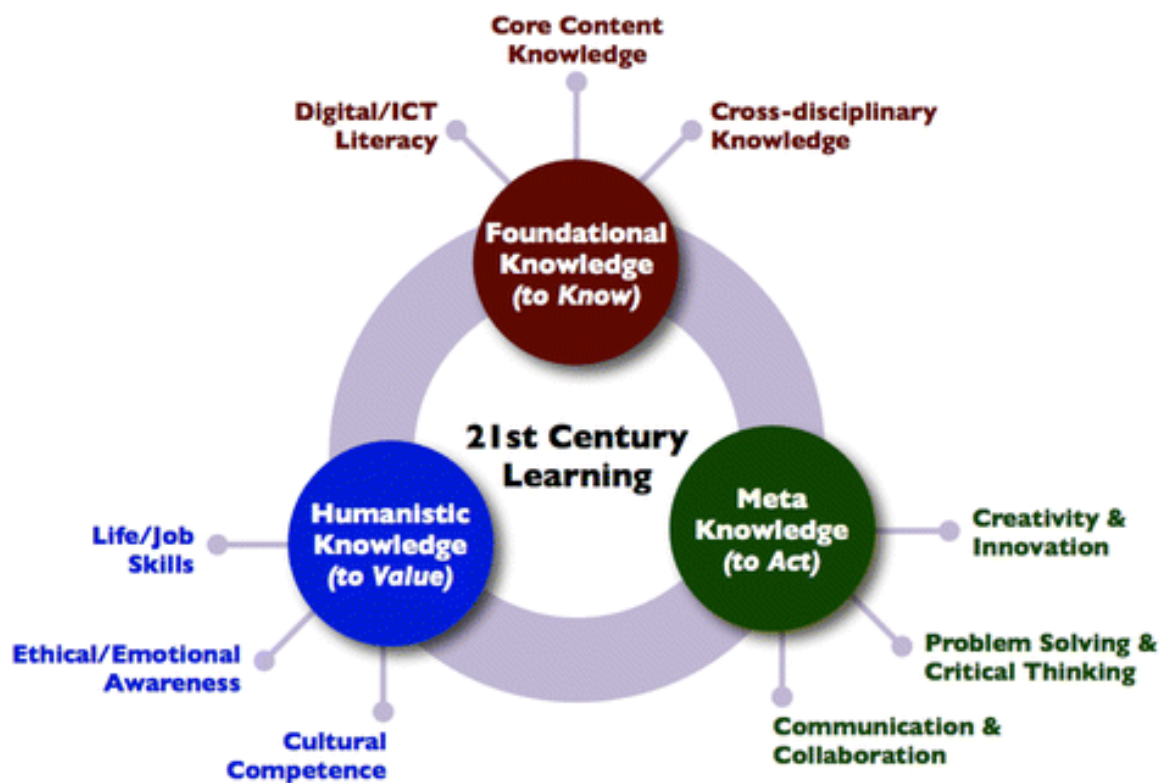 Core Content
Knowledge
Digital/ICT
Literacy
Cross-disciplinary
Knowledge
Foundational
Knowledge
(to Know)
21st Century
Learning
Humanistic
Knowledge
(to Value)
Meta
Knowledge
(to Act)
Life/Job
Skills
Ethical/Emotional
Awareness
Cultural
Competence
Creativity &
Innovation
Problem Solving &
Critical Thinking
Communication &
Collaboration